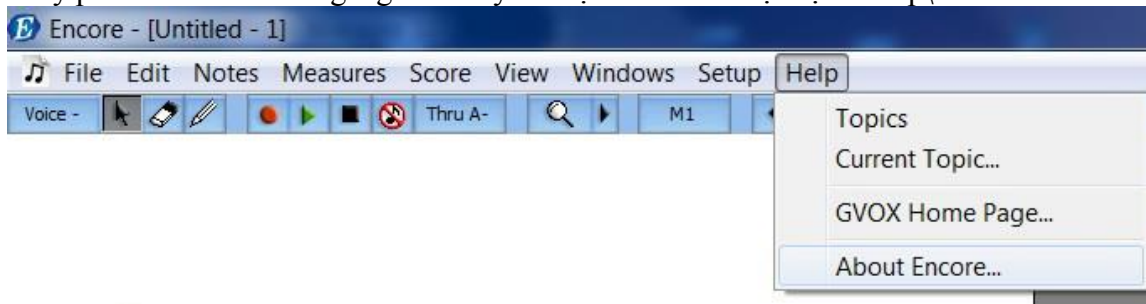 Encore - [Untitled - 1]
File Edit Notes Measures Score View Windows Setup Help
Voice - Thru A- M1
Topics
Current Topic...
GVOX Home Page...
About Encore...